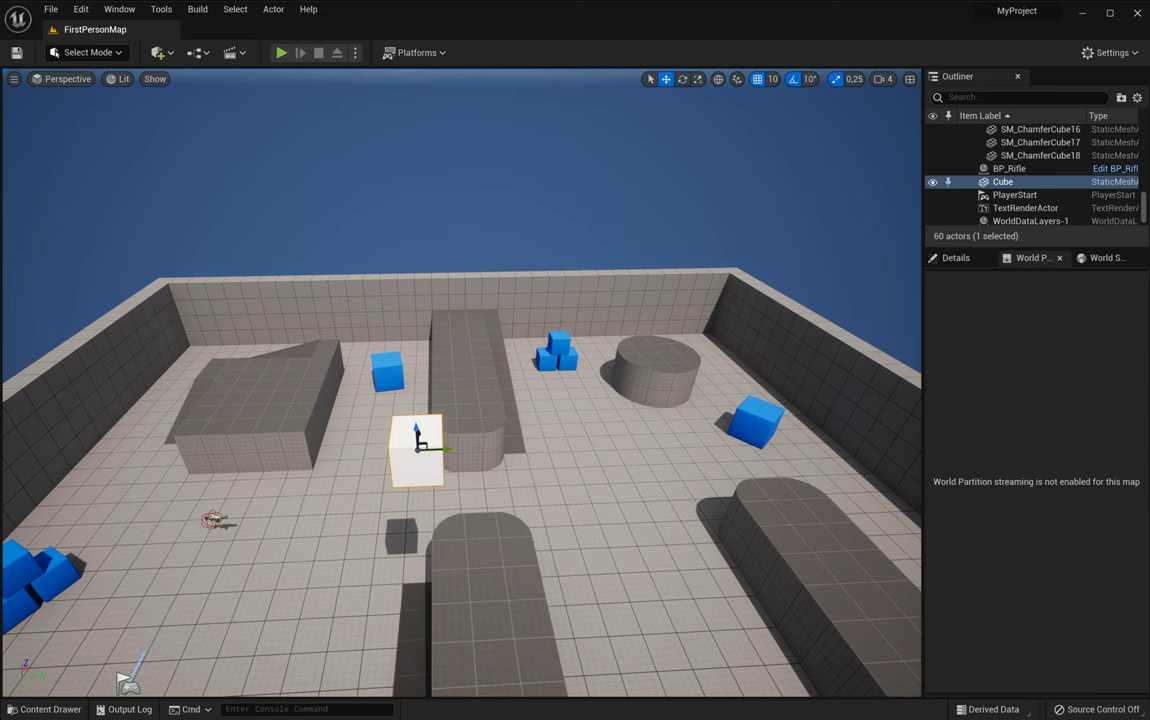 File Edit Window Tools Build Select Actor Help
MyProject
FirstPersonMap
Select Mode
Platforms
Settings
Perspective
Lit
Show
10
10°
0,25
4
Outliner
Search...
Item Label
Type
SM_ChamferCube16 StaticMesh
SM_ChamferCube17 StaticMesh
SM_ChamferCube18 StaticMesh
BP_Rifle Edit BP_Rifl
Cube StaticMesh
PlayerStart PlayerStart
TextRenderActor TextRender
WorldDataLayers-1 WorldDataL
60 actors (1 selected)
Details
World P...
World S...
World Partition streaming is not enabled for this map
Z
Content Drawer
Output Log
Cmd
Enter Console Command
Derived Data
Source Control Off